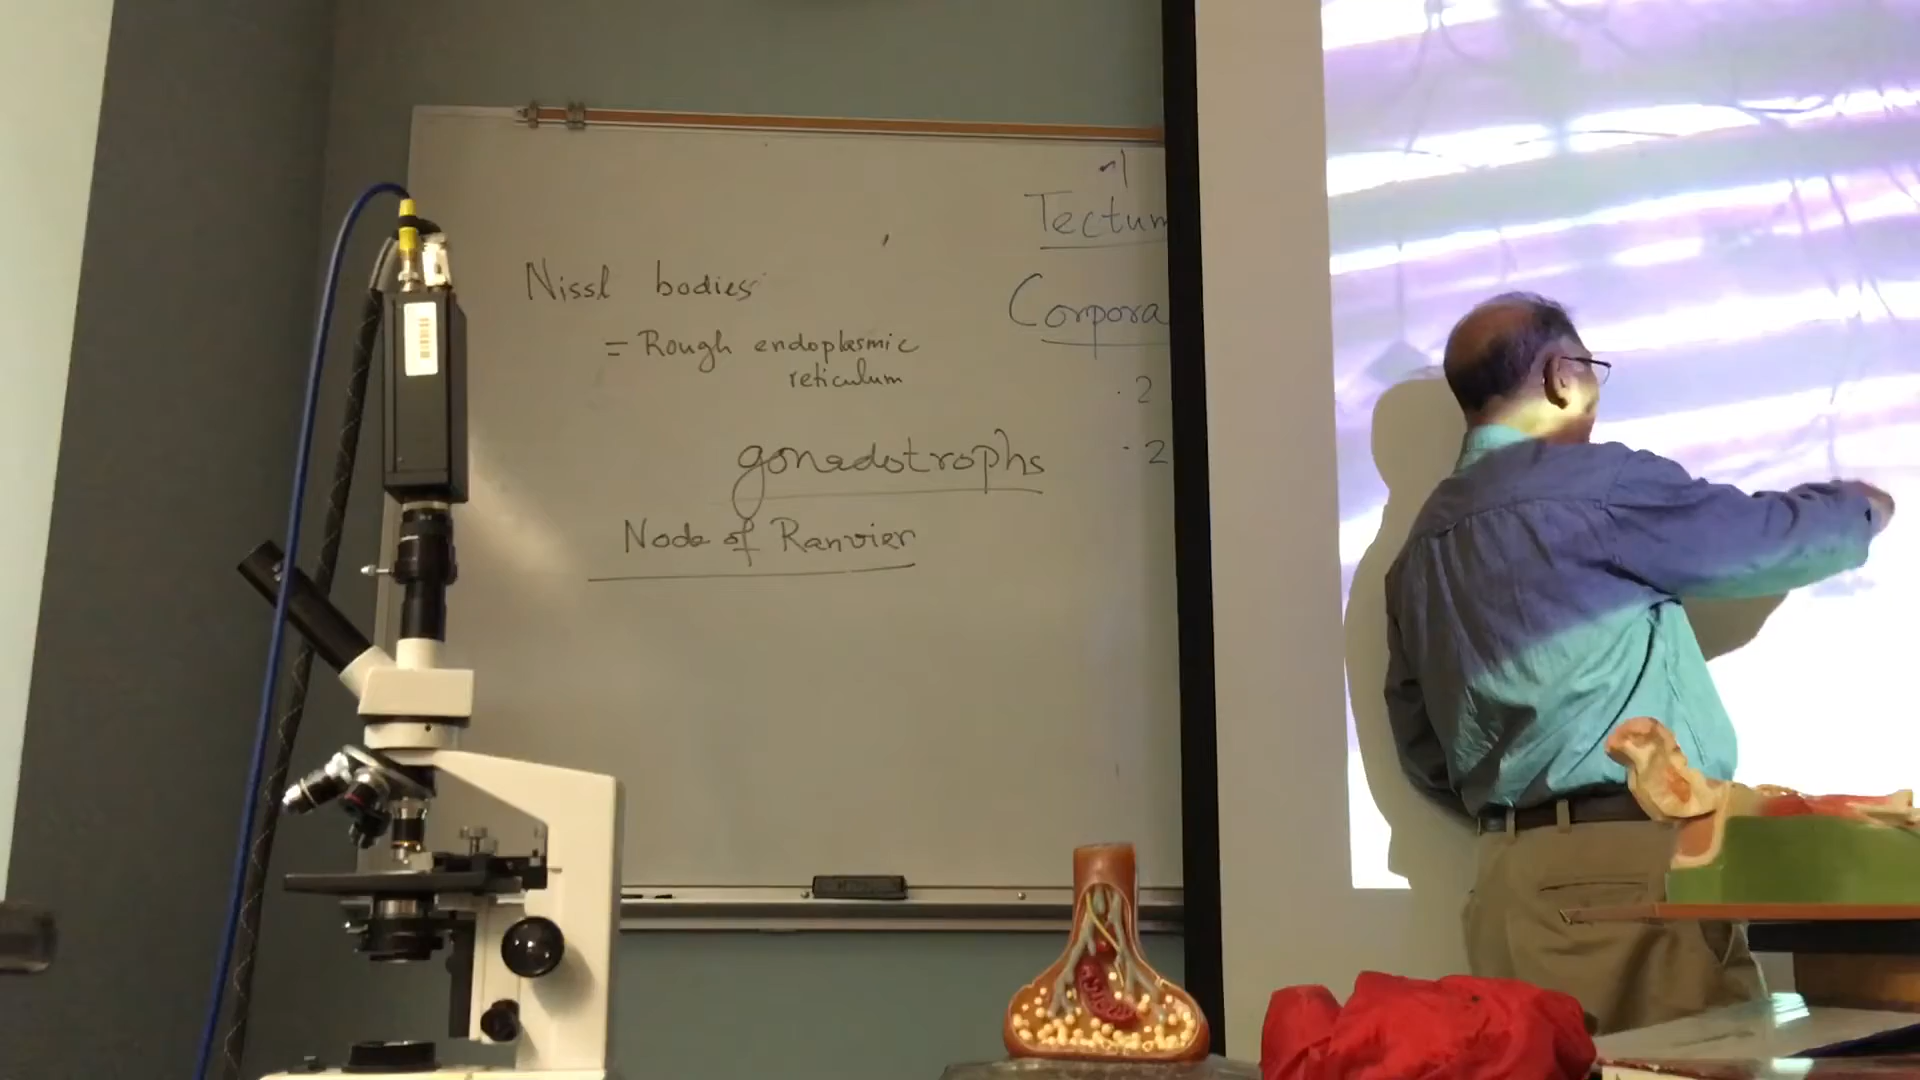 Nissl bodies
= Rough endoplasmic
reticulum
gonadotrophs
Node of Ranvier
Tectum
Corpora
· 2
· 2